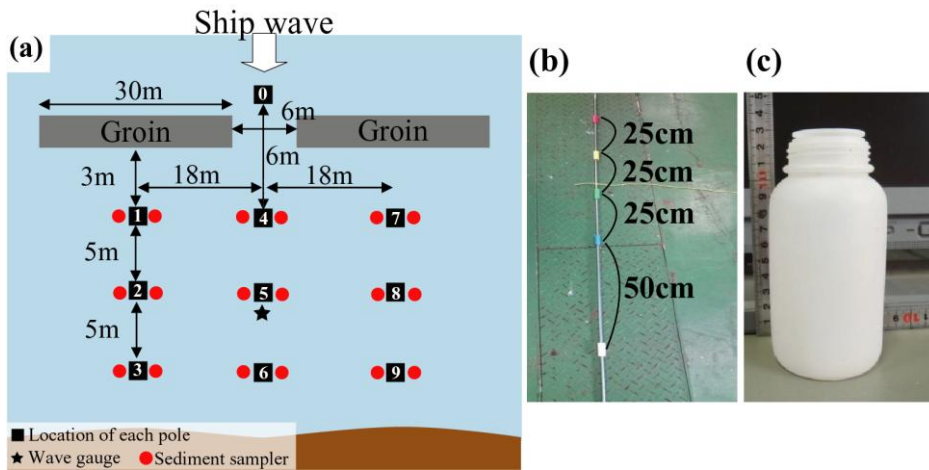 Ship wave
(a)
0
30m
6m
Groin
Groin
6m
3m
18m
18m
1
4
7
5m
2
5
8
5m
3
6
9
Location of each pole
Wave gauge
Sediment sampler
(b)
25cm
25cm
25cm
50cm
(c)